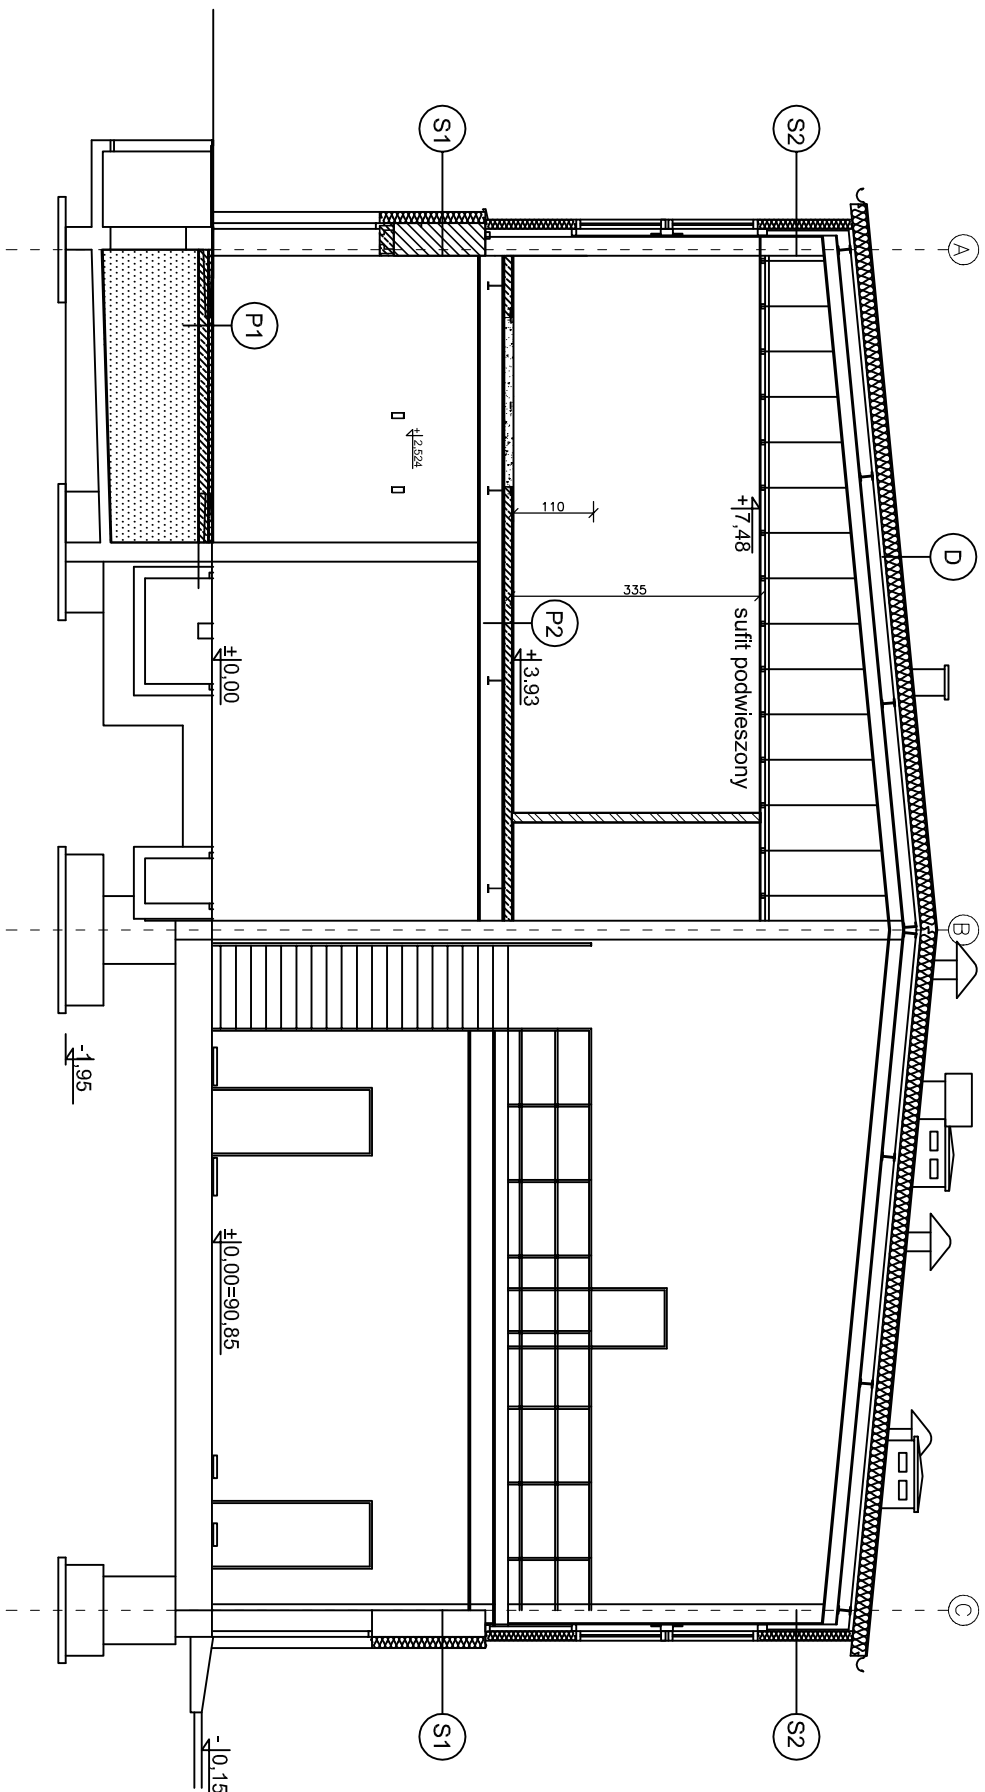 A
B
C
S2
D
S2
+7,48
sufit podwieszony
335
110
P2
+3.93
S1
S1
+2,524
P1
±0,00
±0,00=90,85
-0,15
-1,95